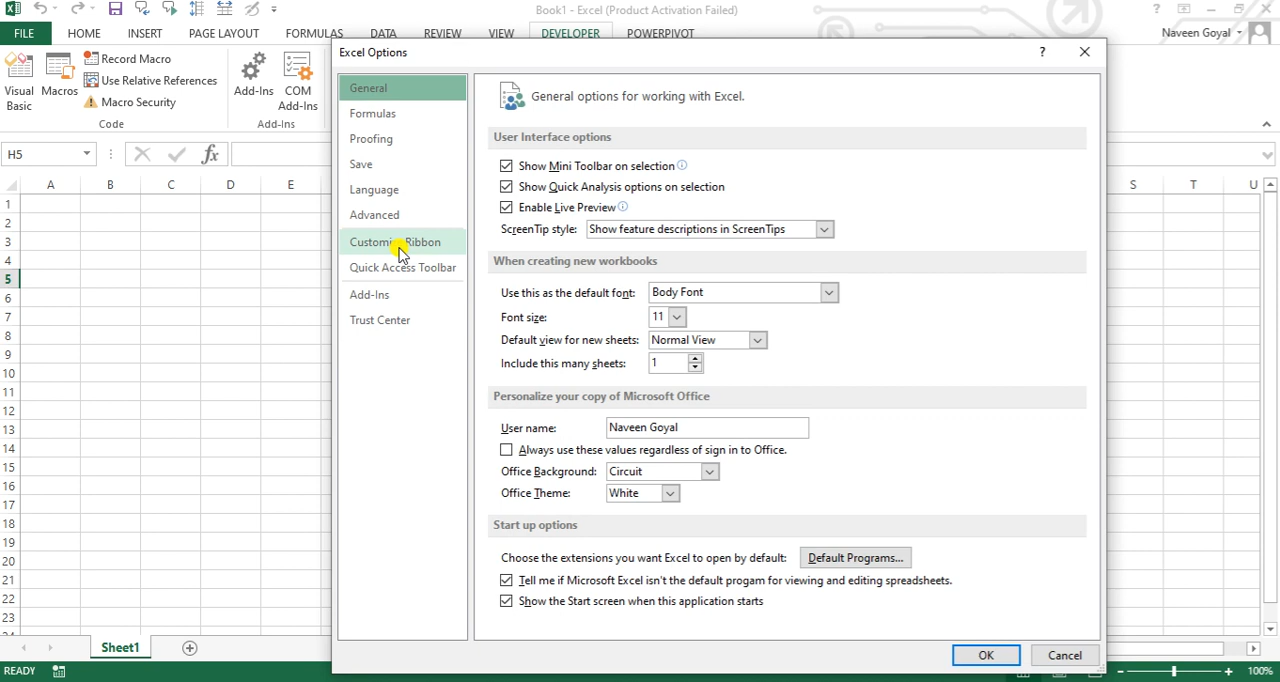 Book1 - Excel (Product Activation Failed)
FILE HOME INSERT PAGE LAYOUT FORMULAS DATA REVIEW VIEW DEVELOPER POWERPIVOT Naveen Goyal
Visual Basic
Macros
Record Macro
Use Relative References
Macro Security
Code
Add-Ins
COM Add-Ins
Add-Ins
H5
fx
A B C D E S T U
1
2
3
4
5
6
7
8
9
10
11
12
13
14
15
16
17
18
19
20
21
22
23
Excel Options ?
General
Formulas
Proofing
Save
Language
Advanced
Quick Access Toolbar
Add-Ins
Trust Center
General options for working with Excel.
User Interface options
Show Mini Toolbar on selection
Show Quick Analysis options on selection
Enable Live Preview
ScreenTip style: Show feature descriptions in ScreenTips
When creating new workbooks
Use this as the default font: Body Font
Font size: 11
Default view for new sheets: Normal View
Include this many sheets: 1
Personalize your copy of Microsoft Office
User name: Naveen Goyal
Always use these values regardless of sign in to Office.
Office Background: Circuit
Office Theme: White
Start up options
Choose the extensions you want Excel to open by default: Default Programs...
Tell me if Microsoft Excel isn't the default progam for viewing and editing spreadsheets.
Show the Start screen when this application starts
OK Cancel
Sheet1
READY 100%